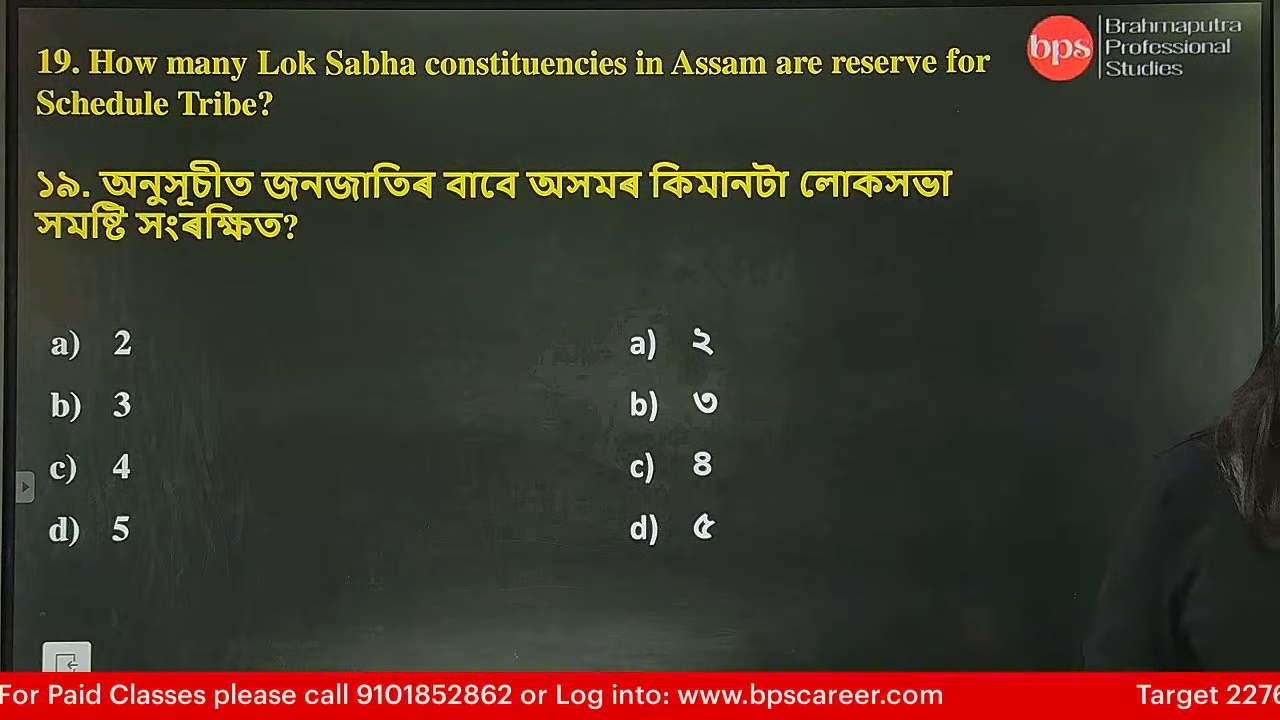 19. How many Lok Sabha constituencies in Assam are reserve for
Schedule Tribe?
bps
Brahmaputra
Professional
Studies
১৯. অনুসূচীত জনজাতিৰ বাবে অসমৰ কিমানটা লোকসভা
সমষ্টি সংৰক্ষিত?
a) 2
b) 3
c) 4
d) 5
a) ২
b) ৩
c) ৪
d) ৫
For Paid Classes please call 9101852862 or Log into: www.bpscareer.com
Target 2276